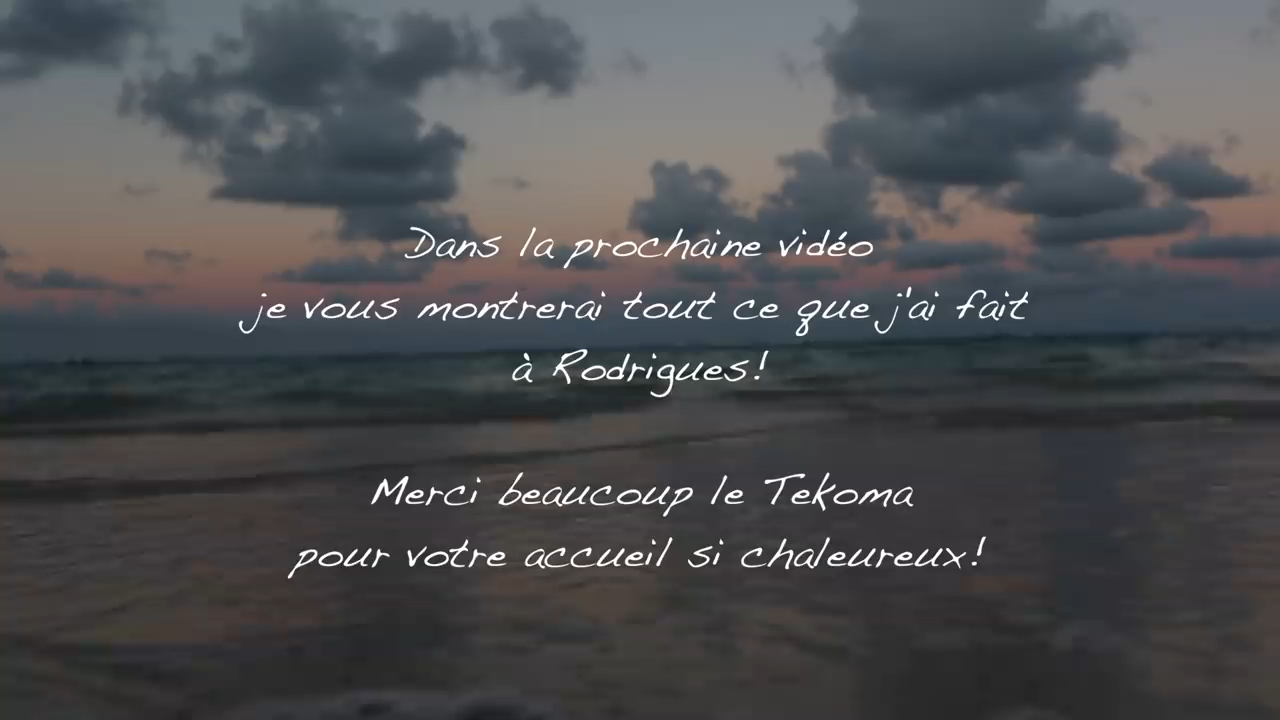 Dans la prochaine vidéo
je vous montrerai tout ce que j'ai fait
à Rodrigues!
Merci beaucoup le Tekoma
pour votre accueil si chaleureux!